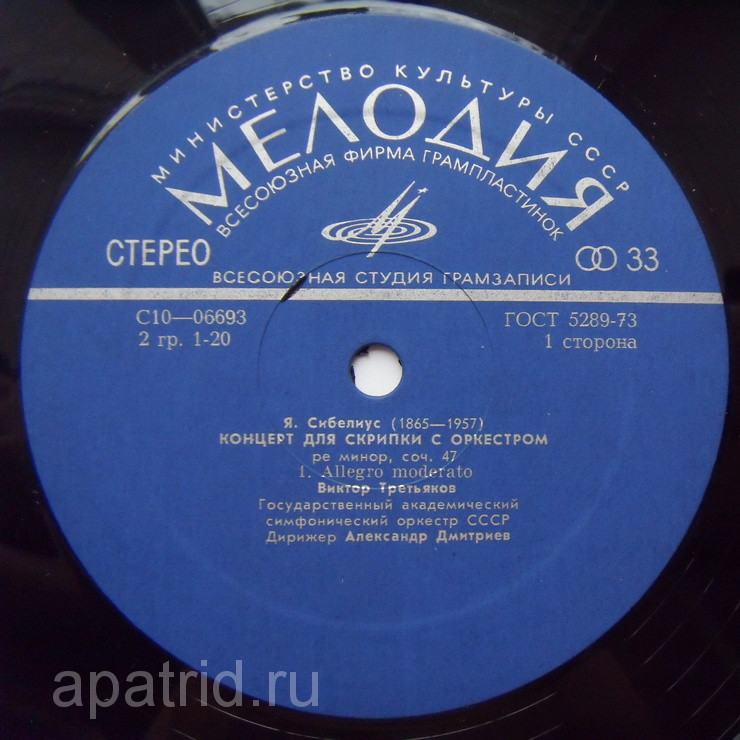 МИНИСТЕРСТВО КУЛЬТУРЫ СССР
МЕЛОДИЯ
ВСЕСОЮЗНАЯ ФИРМА ГРАМПЛАСТИНОК
СТЕРЕО
33
ВСЕСОЮЗНАЯ СТУДИЯ ГРАМЗАПИСИ
С10—06693
ГОСТ 5289-73
2 гр. 1-20
1 сторона
Я. Сибелиус (1865—1957)
КОНЦЕРТ ДЛЯ СКРИПКИ С ОРКЕСТРОМ
ре минор, соч. 47
1. Allegro moderato
Виктор Третьяков
Государственный академический
симфонический оркестр СССР
Дирижер Александр Дмитриев
apatrid.ru